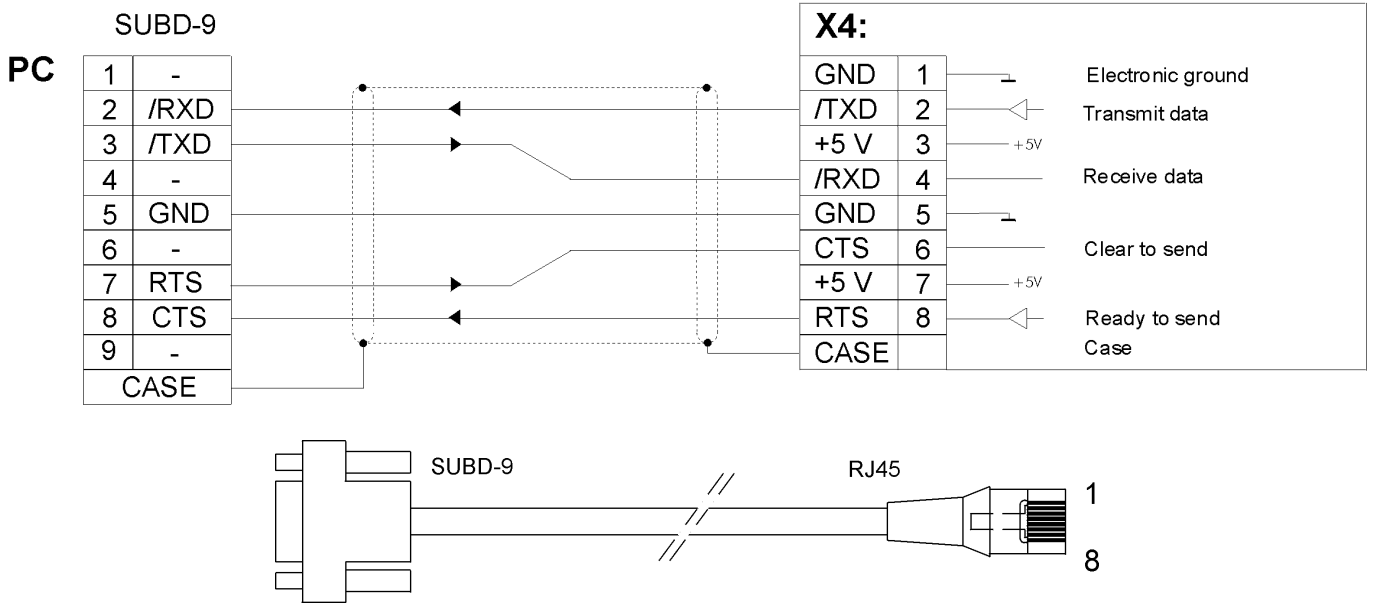 SUBD-9
X4:
PC
1 -
2 /RXD
3 /TXD
4 -
5 GND
6 -
7 RTS
8 CTS
9 -
CASE
GND 1 Electronic ground
/TXD 2 Transmit data
+5 V 3 +5V
/RXD 4 Receive data
GND 5
CTS 6 Clear to send
+5 V 7 +5V
RTS 8 Ready to send
CASE Case
SUBD-9
RJ45
1
8